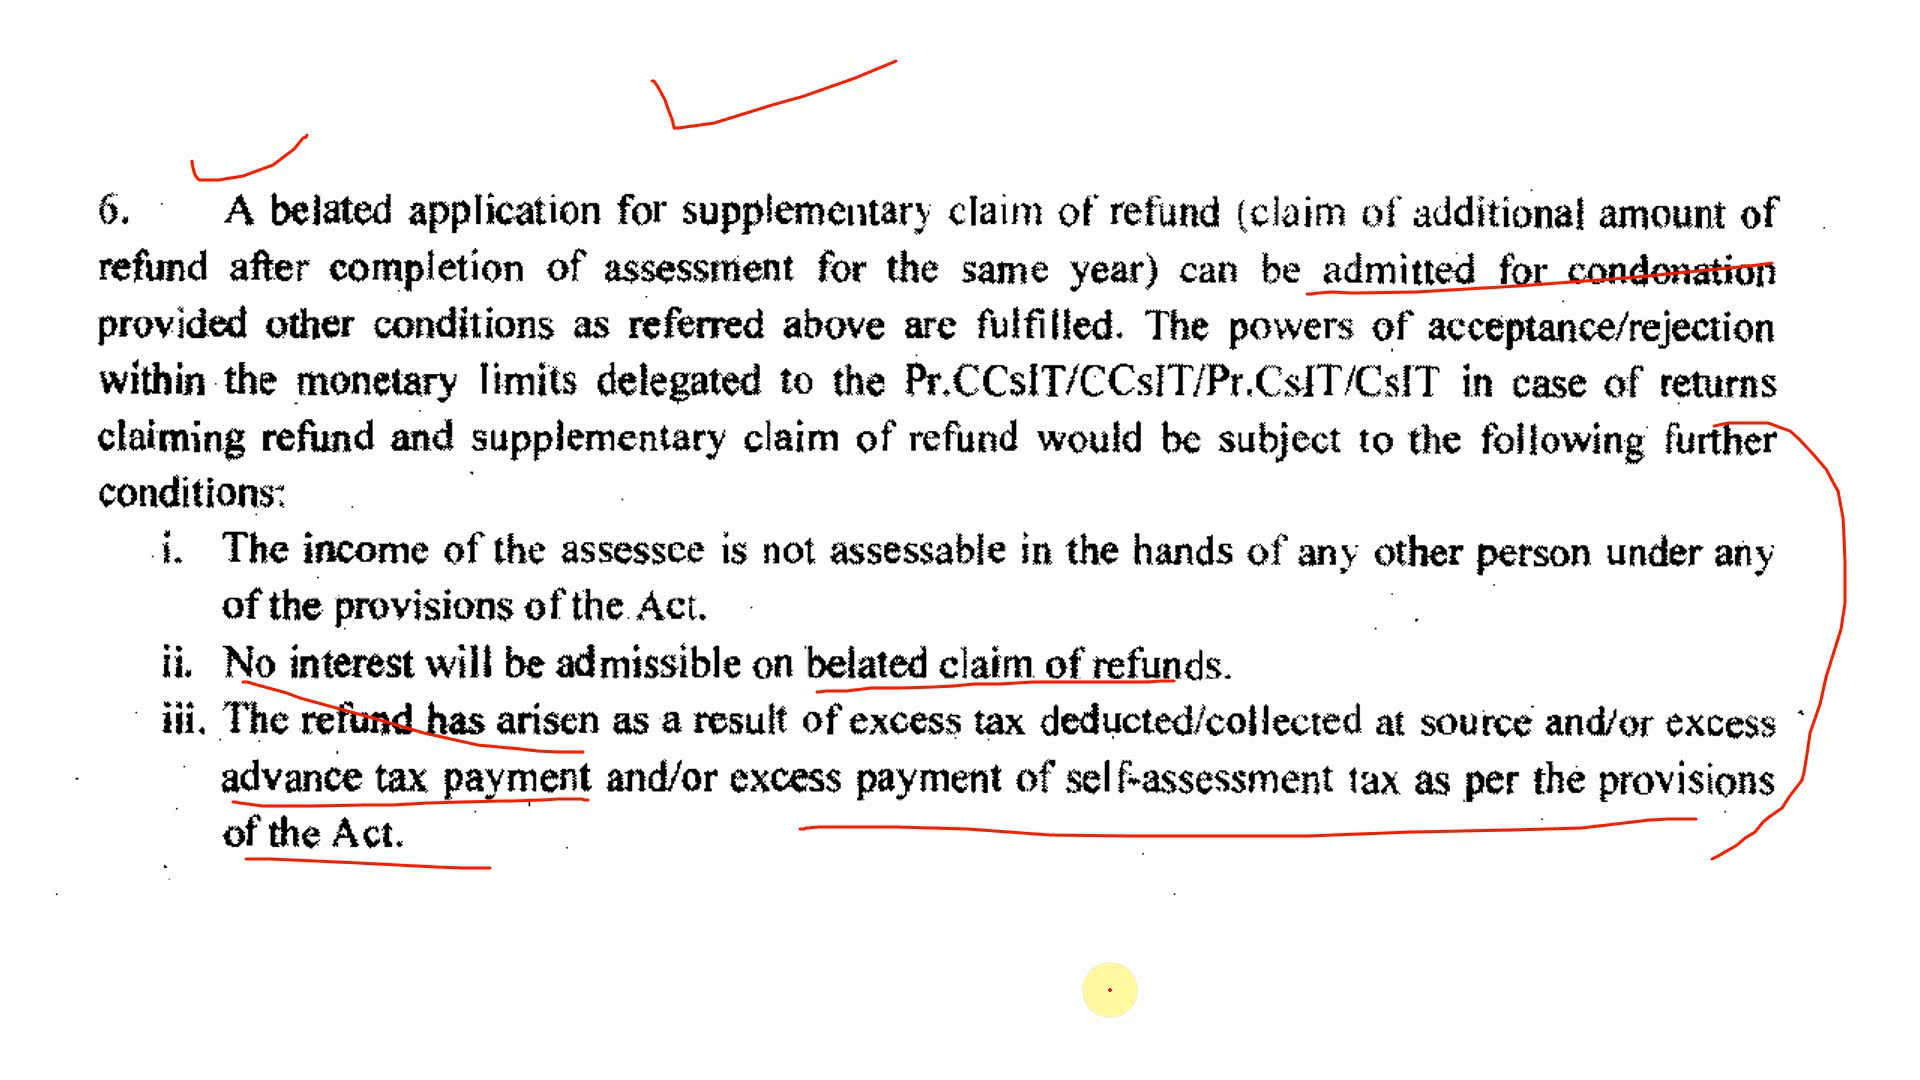 6. A belated application for supplementary claim of refund (claim of additional amount of
refund after completion of assessment for the same year) can be admitted for condonation
provided other conditions as referred above are fulfilled. The powers of acceptance/rejection
within the monetary limits delegated to the Pr.CCsIT/CCsIT/Pr.CsIT/CsIT in case of returns
claiming refund and supplementary claim of refund would be subject to the following further
conditions:
i. The income of the assessee is not assessable in the hands of any other person under any
of the provisions of the Act.
ii. No interest will be admissible on belated claim of refunds.
iii. The refund has arisen as a result of excess tax deducted/collected at source and/or excess
advance tax payment and/or excess payment of self-assessment tax as per the provisions
of the Act.